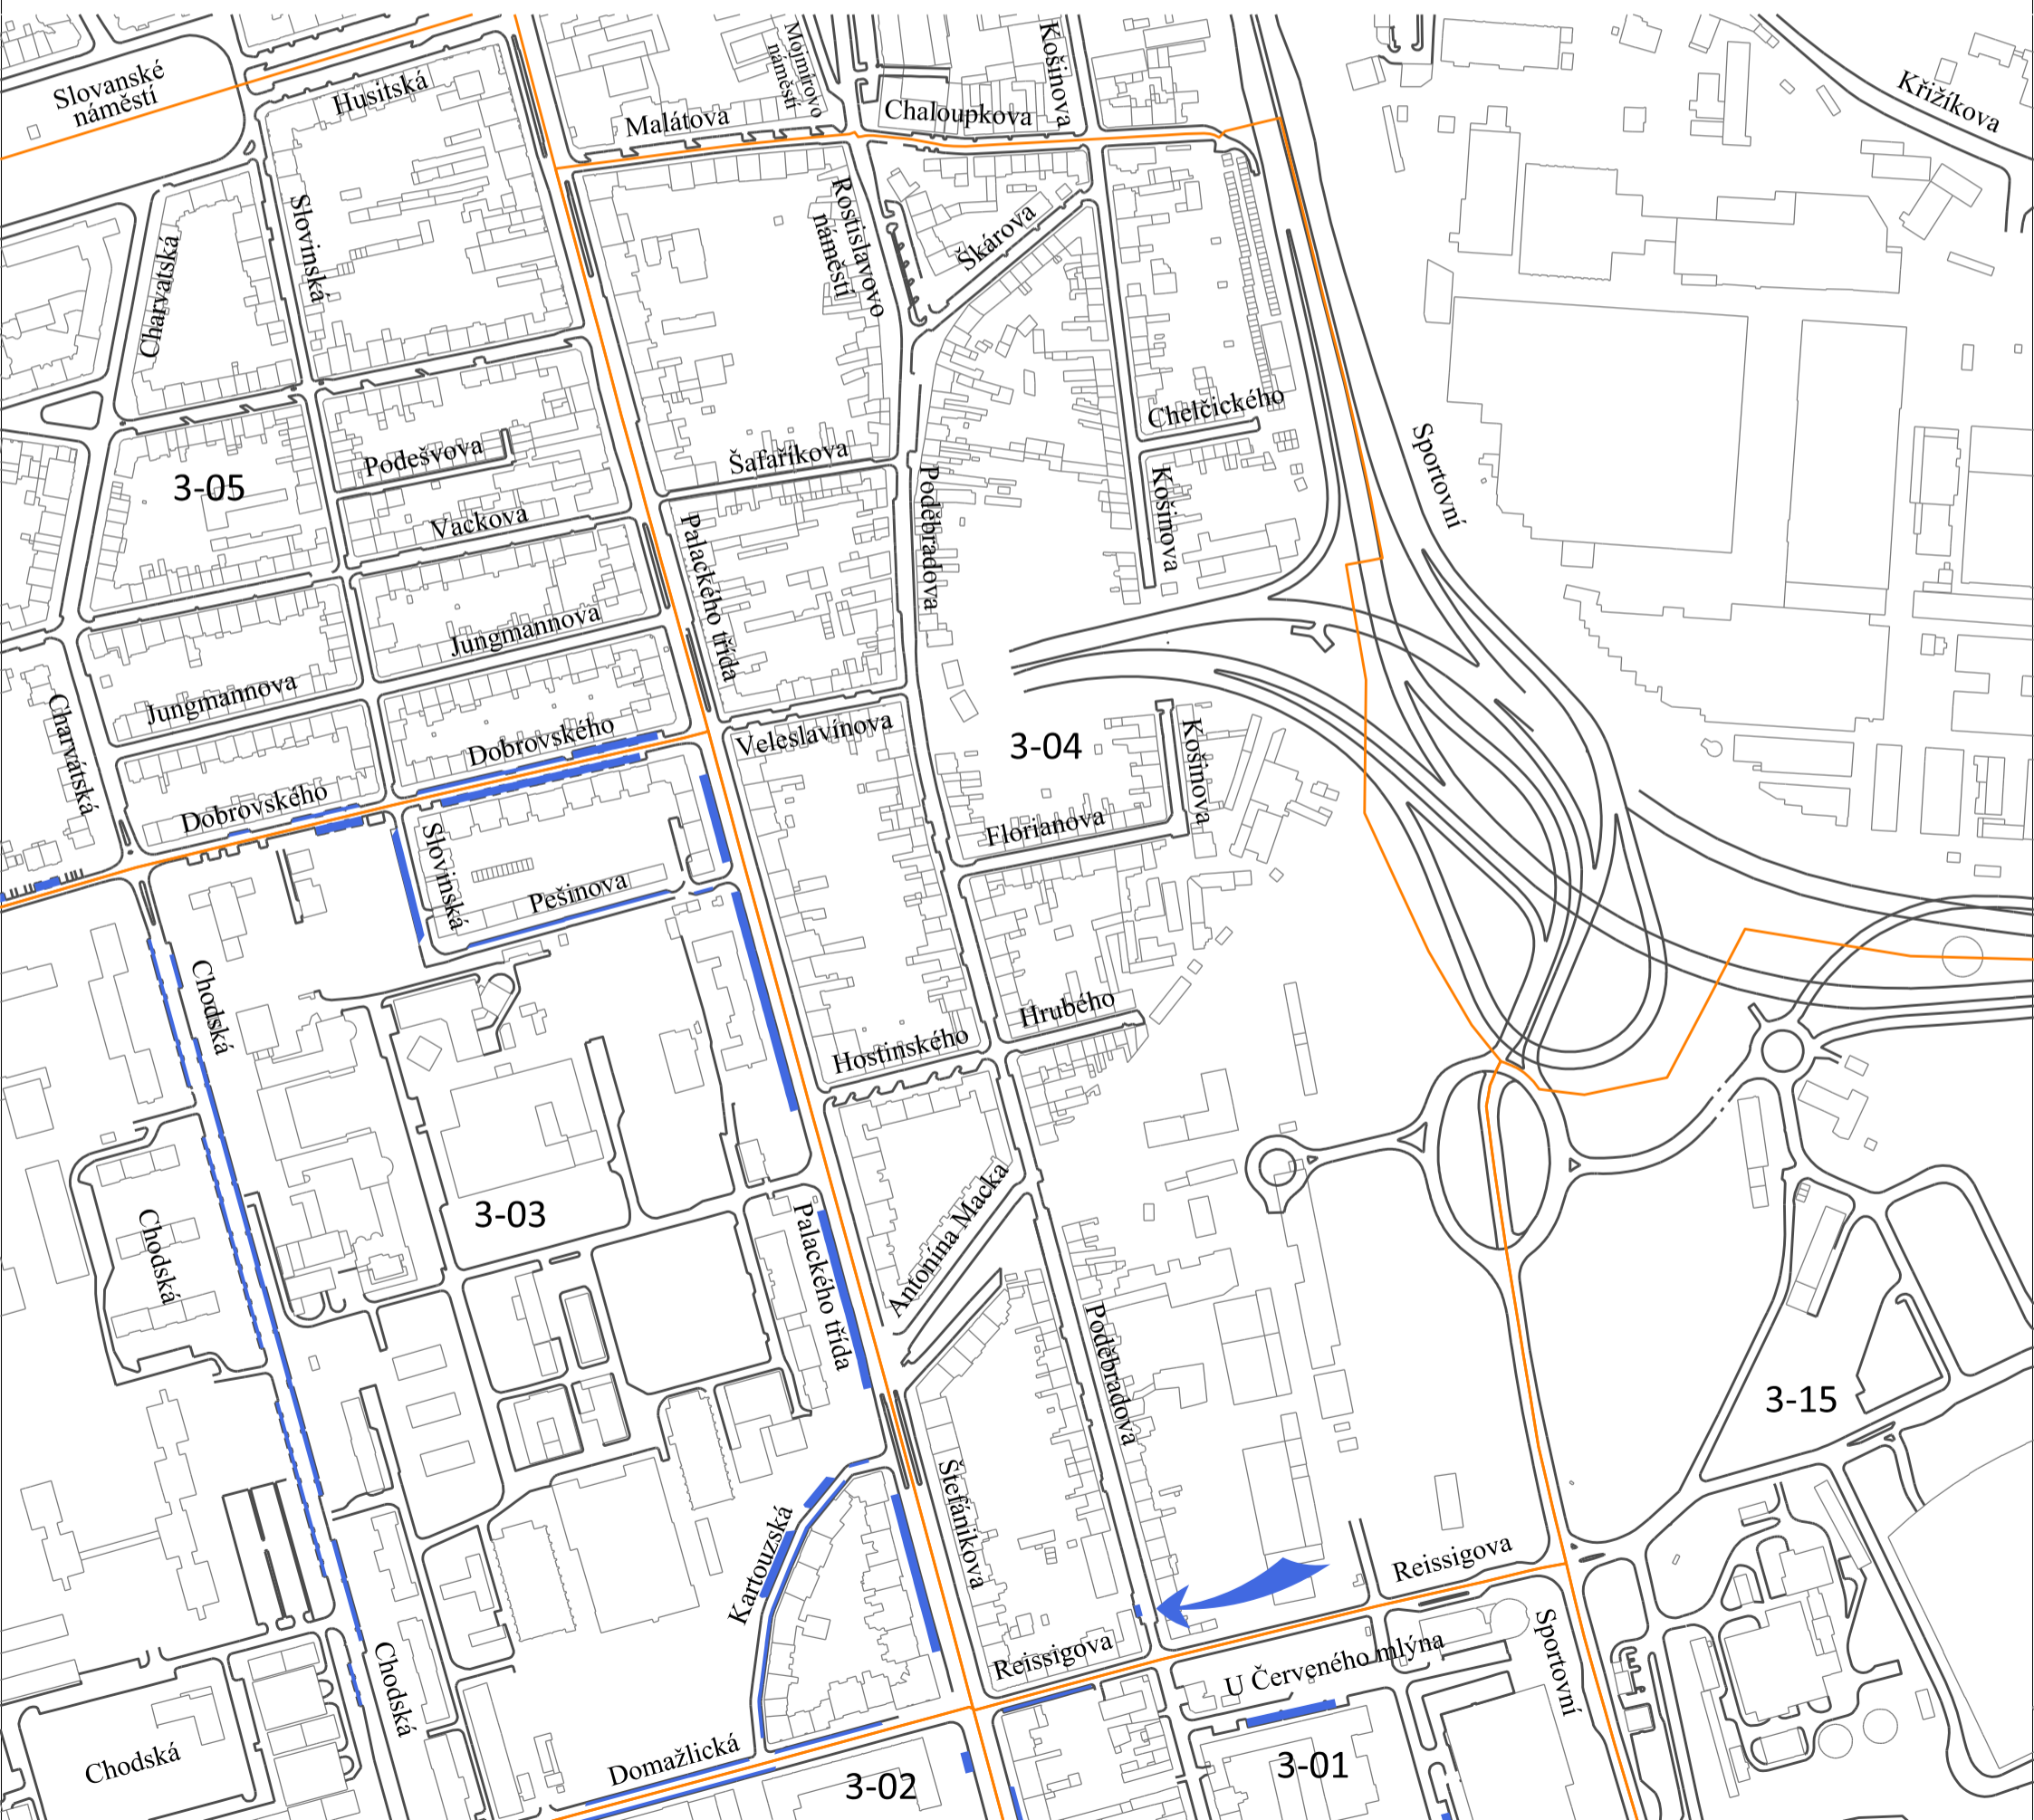 Slovanské
náměstí
Husitská
Malátova
Mojmírovo
náměstí
Chaloupkova
Košinova
Křižíkova
Charvatská
Slovinská
Rostislavovo
náměstí
Škárova
Chelčického
Sportovní
Podešvova
Šafaříkova
3-05
Vackova
Palackého třída
Poděbradova
Košinova
Jungmannova
Jungmannova
Charvatská
Dobrovského
Veleslavínova
3-04
Košinova
Dobrovského
Slovinská
Florianova
Pešinova
Chodská
Hrubého
Hostinského
Chodská
3-03
Palackého třída
Antonína Macka
Poděbradova
3-15
Štefánikova
Kartouzská
Reissigova
Reissigova
U Červeného mlýna
Sportovní
Chodská
Chodská
Domažlická
3-02
3-01